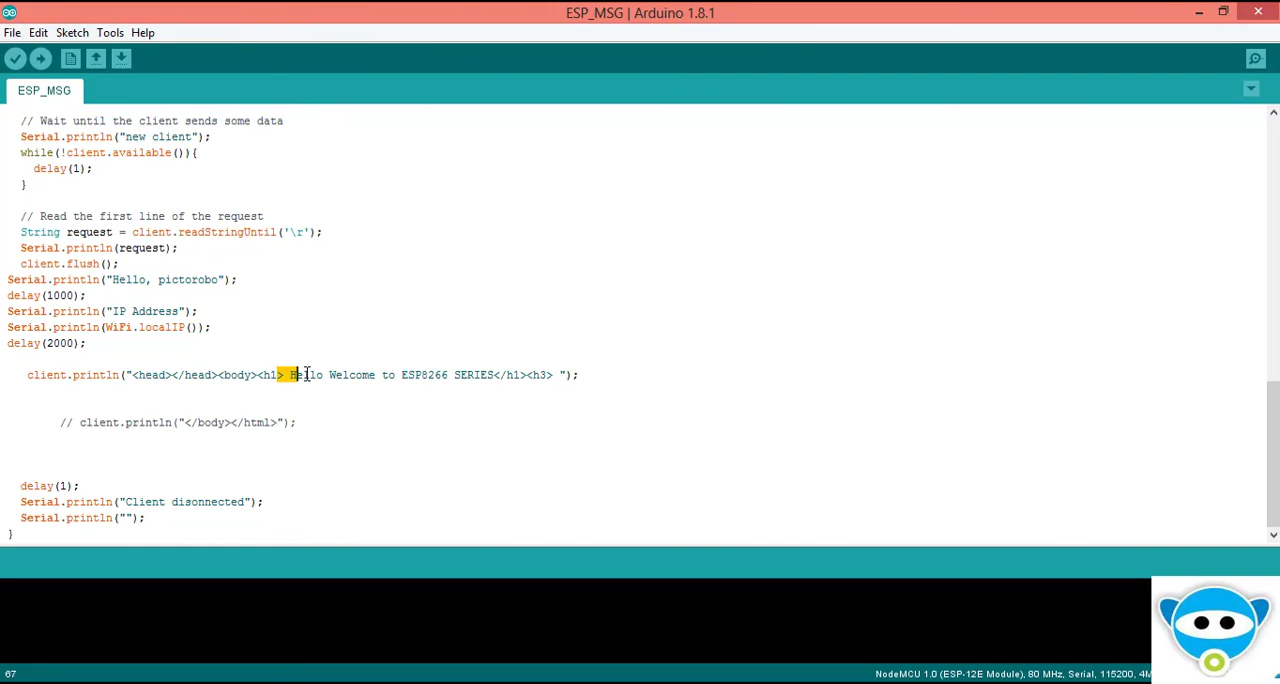 ESP_MSG | Arduino 1.8.1
File Edit Sketch Tools Help
ESP_MSG
// Wait until the client sends some data
Serial.println("new client");
while(!client.available()){
delay(1);
}
// Read the first line of the request
String request = client.readStringUntil('\r');
Serial.println(request);
client.flush();
Serial.println("Hello, pictorobo");
delay(1000);
Serial.println("IP Address");
Serial.println(WiFi.localIP());
delay(2000);
client.println("<head></head><body><h1> Hello Welcome to ESP8266 SERIES</h1><h3> ");
// client.println("</body></html>");
delay(1);
Serial.println("Client disonnected");
Serial.println("");
}
67
NodeMCU 1.0 (ESP-12E Module), 80 MHz, Serial, 115200, 4M